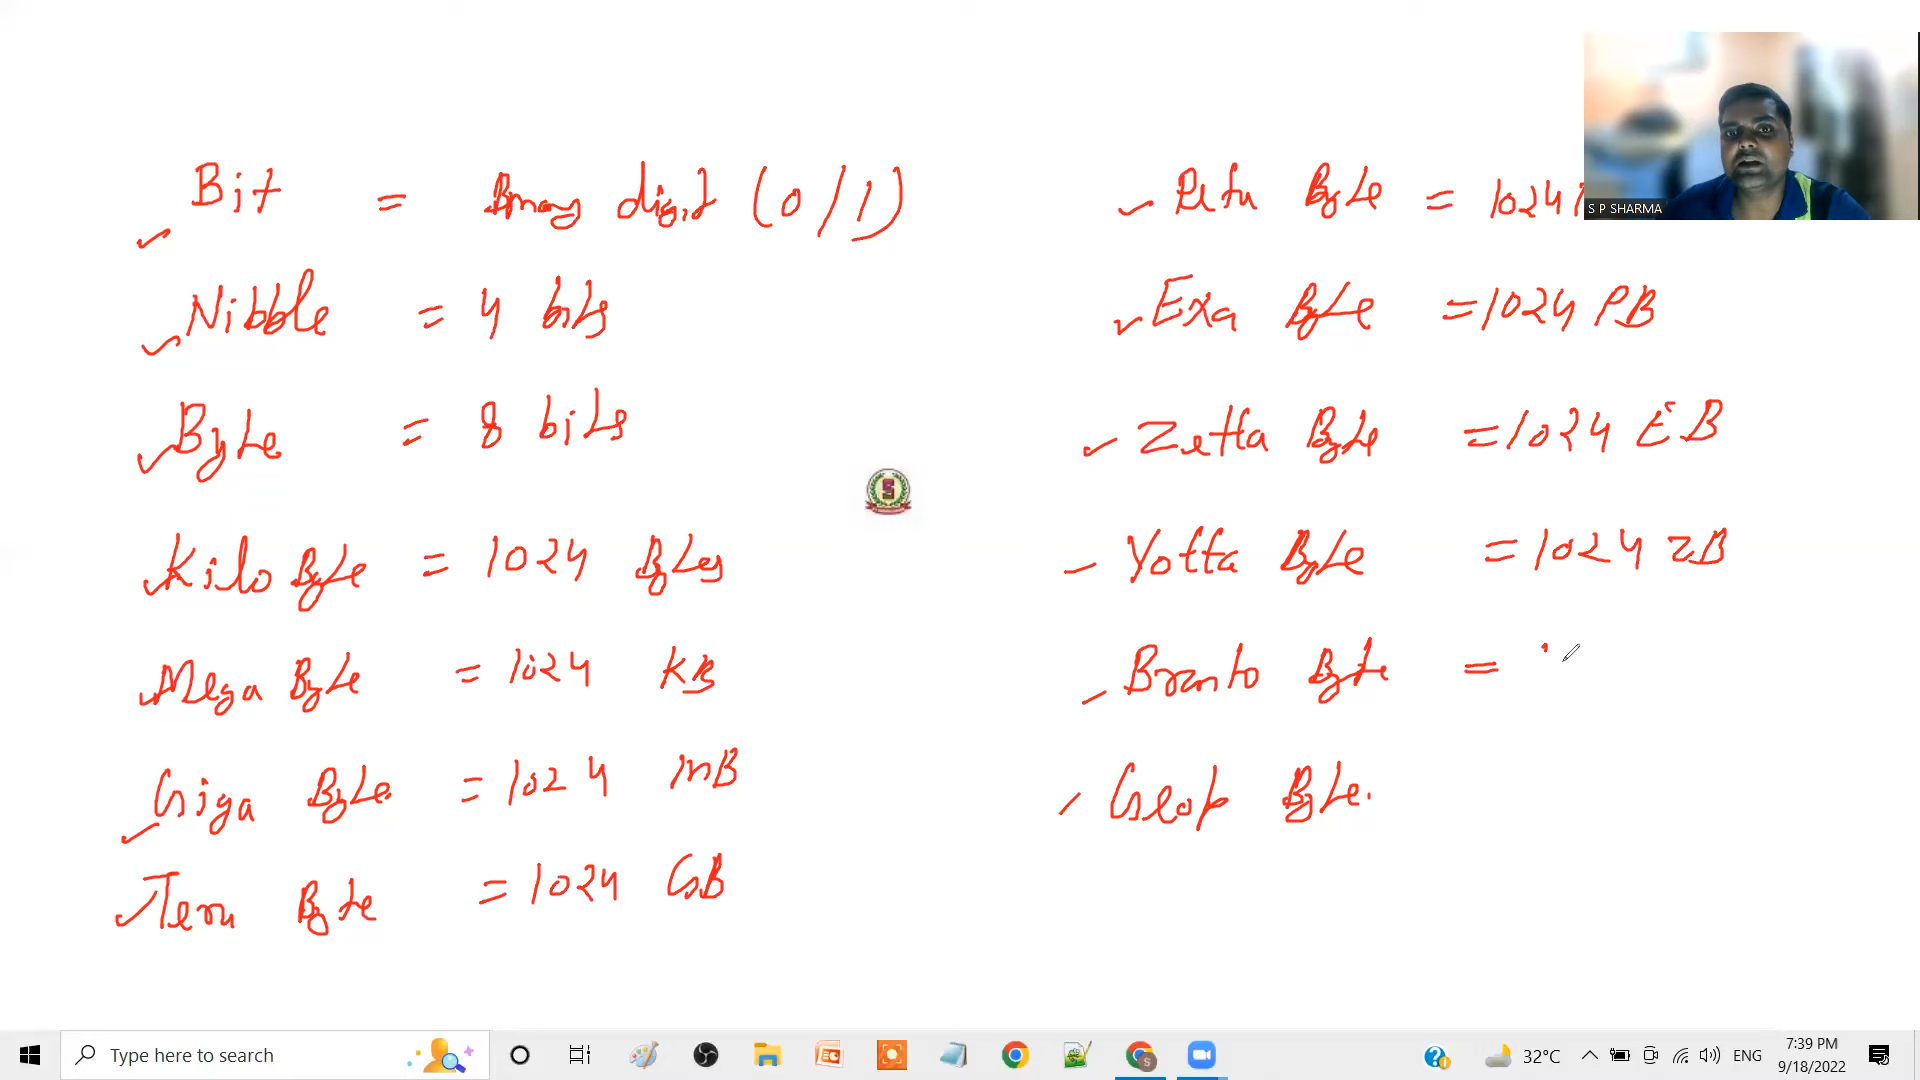 Bit = Binary digit (0/1)
Nibble = 4 bits
Byte = 8 bits
Kilo Byte = 1024 Bytes
Mega Byte = 1024 KB
Giga Byte = 1024 MB
Tera Byte = 1024 GB
Peta Byte = 1024
Exa Byte = 1024 PB
Zetta Byte = 1024 EB
Yotta Byte = 1024 ZB
Bronto Byte =
Geop Byte.
S P SHARMA
Type here to search
32°C
ENG
7:39 PM
9/18/2022